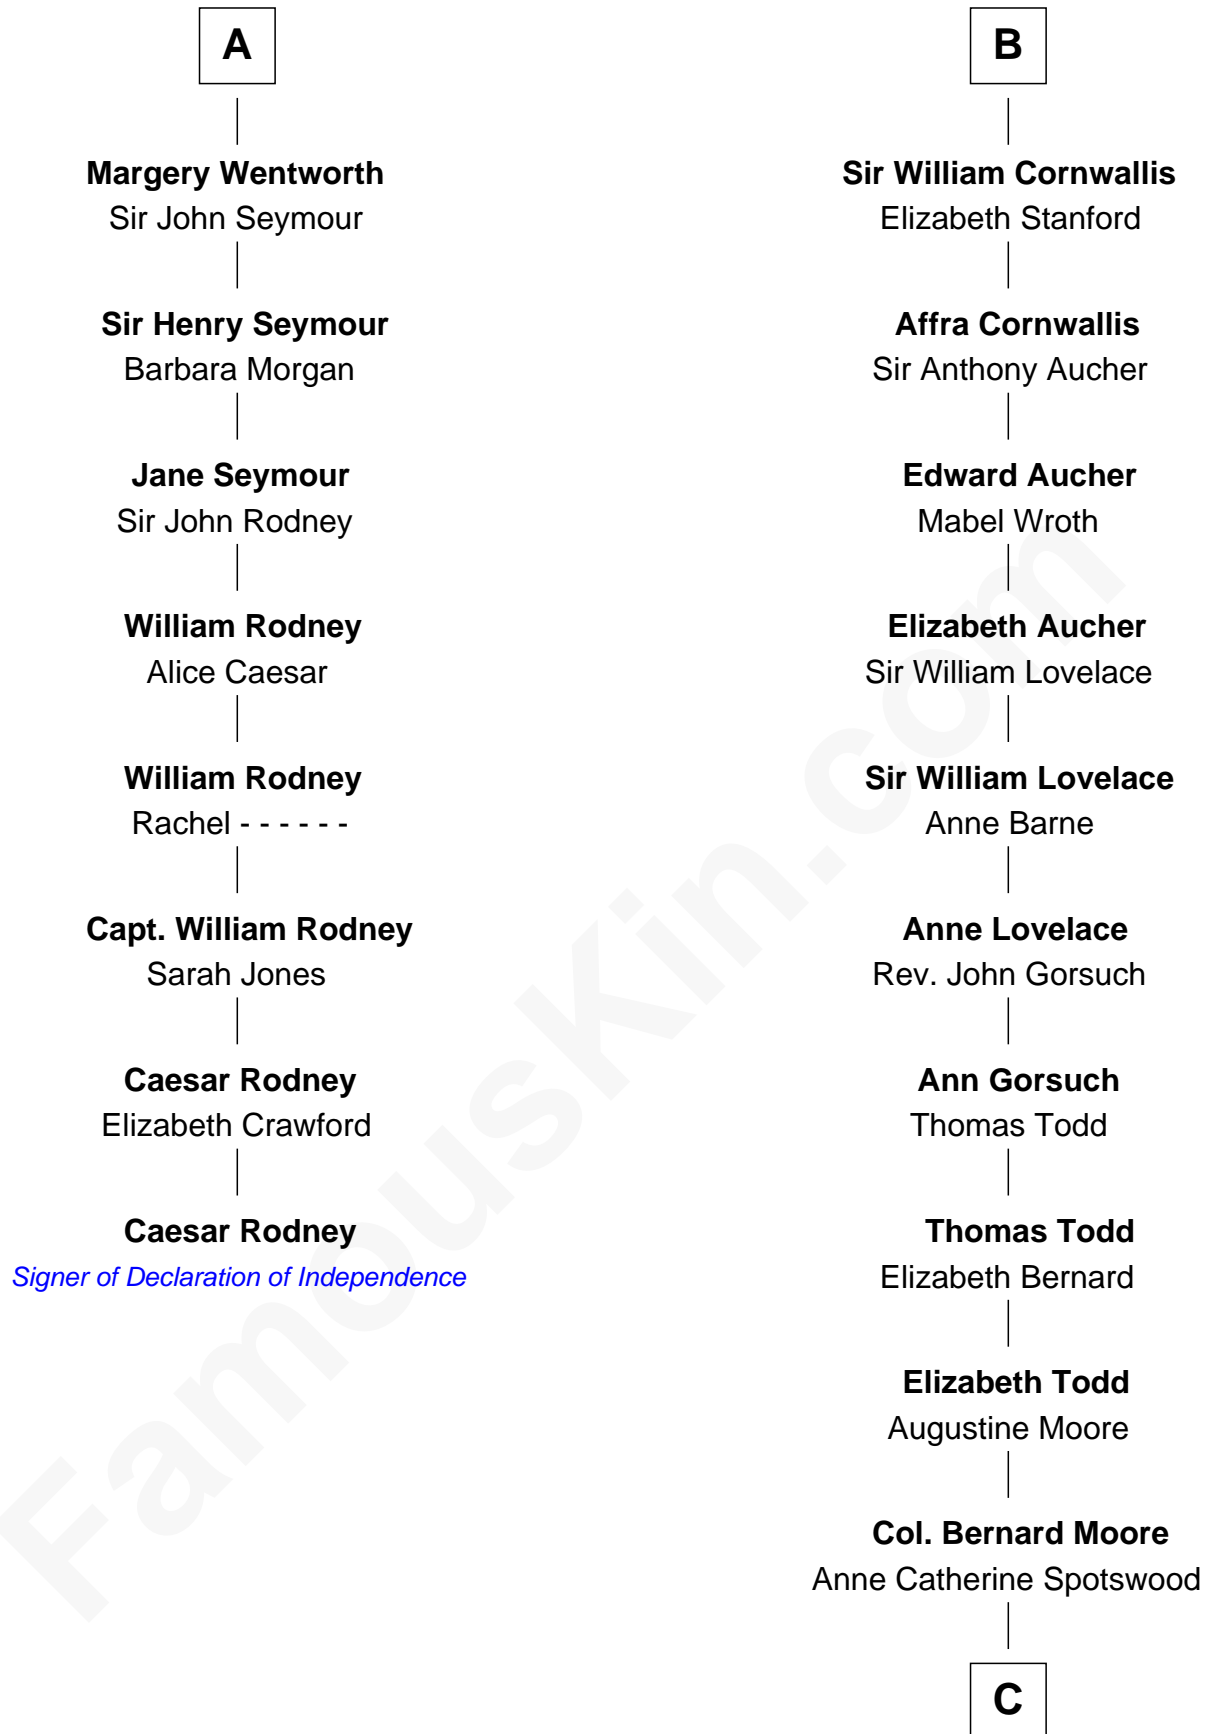 A
Margery Wentworth
Sir John Seymour
Sir Henry Seymour
Barbara Morgan
Jane Seymour
Sir John Rodney
William Rodney
Alice Caesar
William Rodney
Rachel - - - - - -
Capt. William Rodney
Sarah Jones
Caesar Rodney
Elizabeth Crawford
Caesar Rodney
Signer of Declaration of Independence
B
Sir William Cornwallis
Elizabeth Stanford
Affra Cornwallis
Sir Anthony Aucher
Edward Aucher
Mabel Wroth
Elizabeth Aucher
Sir William Lovelace
Sir William Lovelace
Anne Barne
Anne Lovelace
Rev. John Gorsuch
Ann Gorsuch
Thomas Todd
Thomas Todd
Elizabeth Bernard
Elizabeth Todd
Augustine Moore
Col. Bernard Moore
Anne Catherine Spotswood
C
FamousKin.com